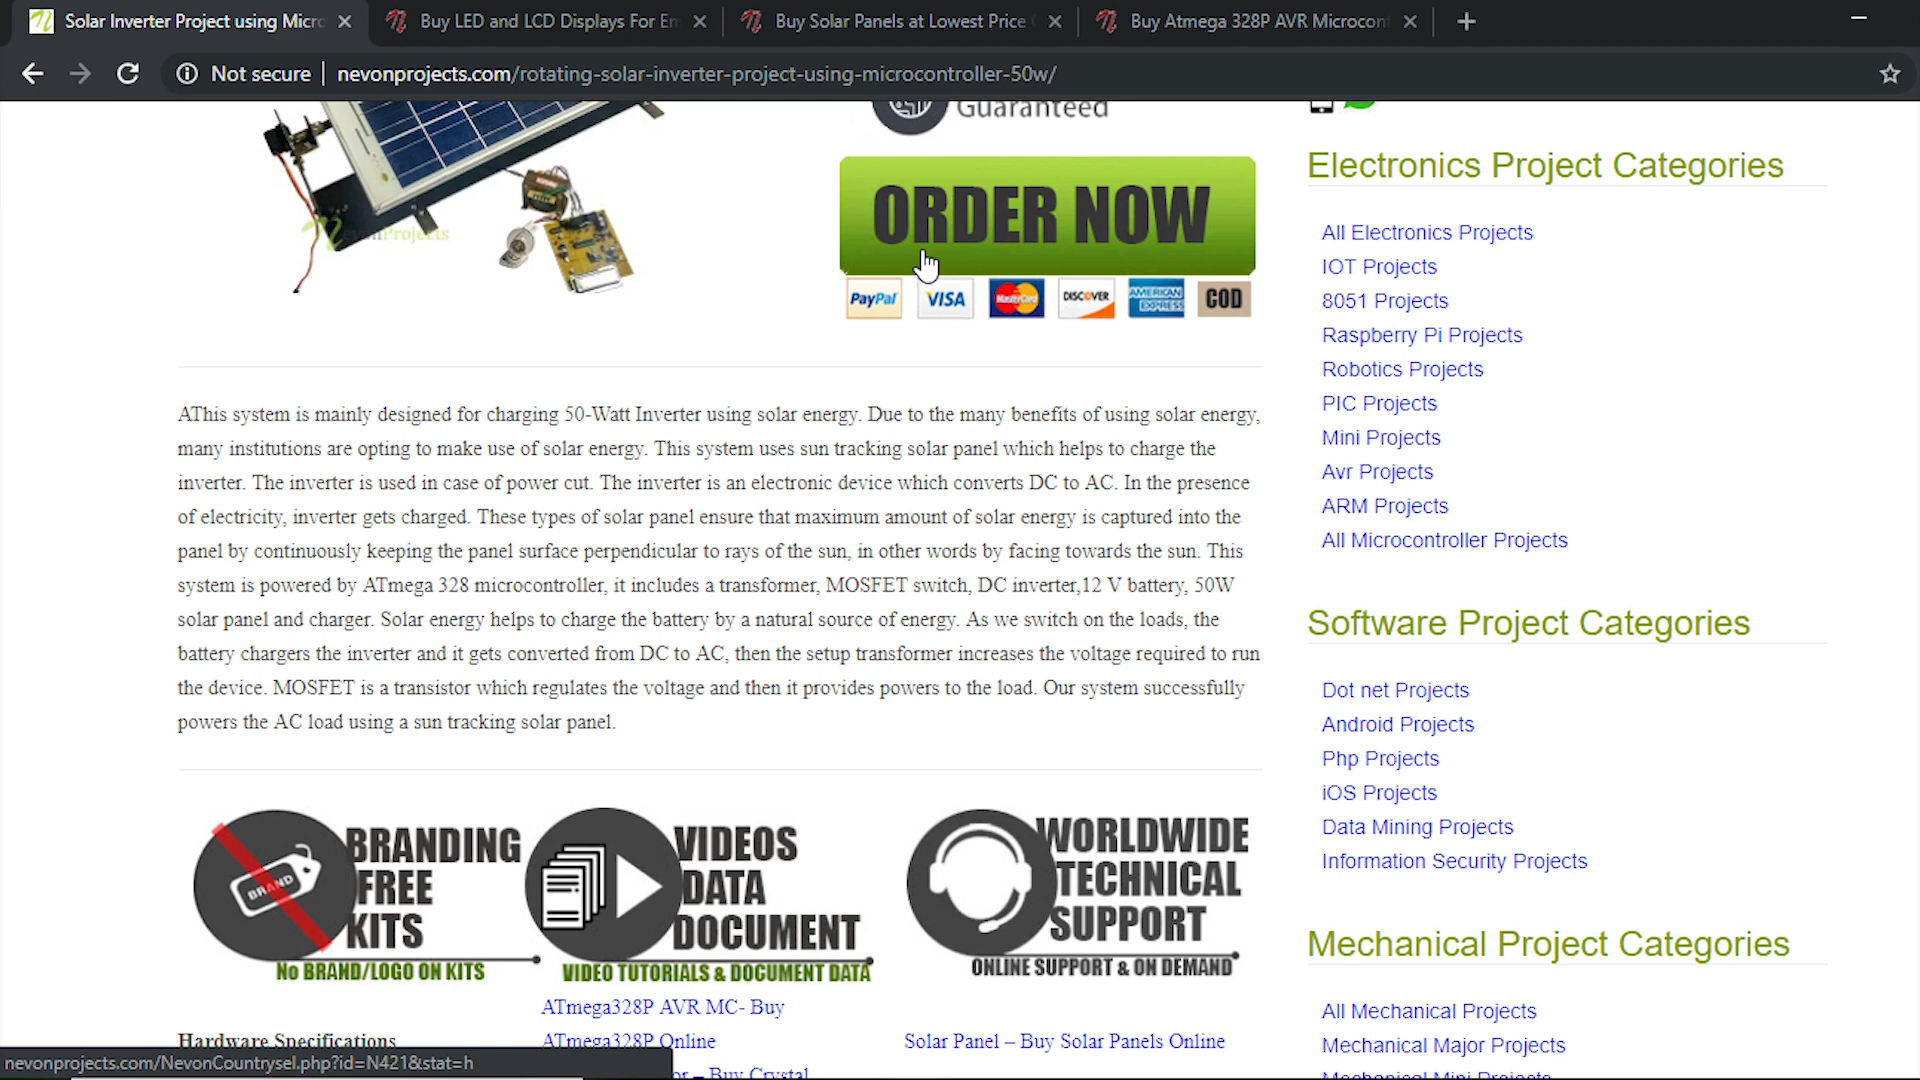 Solar Inverter Project using Micro
Buy LED and LCD Displays For Em
Buy Solar Panels at Lowest Price
Buy Atmega 328P AVR Microcont
Not secure
nevonprojects.com/rotating-solar-inverter-project-using-microcontroller-50w/
NevonProjects
Guaranteed
ORDER NOW
PayPal
VISA
MasterCard
DISCOVER
AMERICAN
EXPRESS
COD
AThis system is mainly designed for charging 50-Watt Inverter using solar energy. Due to the many benefits of using solar energy,
many institutions are opting to make use of solar energy. This system uses sun tracking solar panel which helps to charge the
inverter. The inverter is used in case of power cut. The inverter is an electronic device which converts DC to AC. In the presence
of electricity, inverter gets charged. These types of solar panel ensure that maximum amount of solar energy is captured into the
panel by continuously keeping the panel surface perpendicular to rays of the sun, in other words by facing towards the sun. This
system is powered by ATmega 328 microcontroller, it includes a transformer, MOSFET switch, DC inverter,12 V battery, 50W
solar panel and charger. Solar energy helps to charge the battery by a natural source of energy. As we switch on the loads, the
battery chargers the inverter and it gets converted from DC to AC, then the setup transformer increases the voltage required to run
the device. MOSFET is a transistor which regulates the voltage and then it provides powers to the load. Our system successfully
powers the AC load using a sun tracking solar panel.
BRAND
BRANDING
FREE
KITS
No BRAND/LOGO ON KITS
VIDEOS
DATA
DOCUMENT
VIDEO TUTORIALS & DOCUMENT DATA
WORLDWIDE
TECHNICAL
SUPPORT
ONLINE SUPPORT & ON DEMAND
Hardware Specifications
ATmega328P AVR MC- Buy
ATmega328P Online
or – Buy Crystal
Solar Panel – Buy Solar Panels Online
Electronics Project Categories
All Electronics Projects
IOT Projects
8051 Projects
Raspberry Pi Projects
Robotics Projects
PIC Projects
Mini Projects
Avr Projects
ARM Projects
All Microcontroller Projects
Software Project Categories
Dot net Projects
Android Projects
Php Projects
iOS Projects
Data Mining Projects
Information Security Projects
Mechanical Project Categories
All Mechanical Projects
Mechanical Major Projects
Mechanical Mini Projects
nevonprojects.com/NevonCountrysel.php?id=N421&stat=h